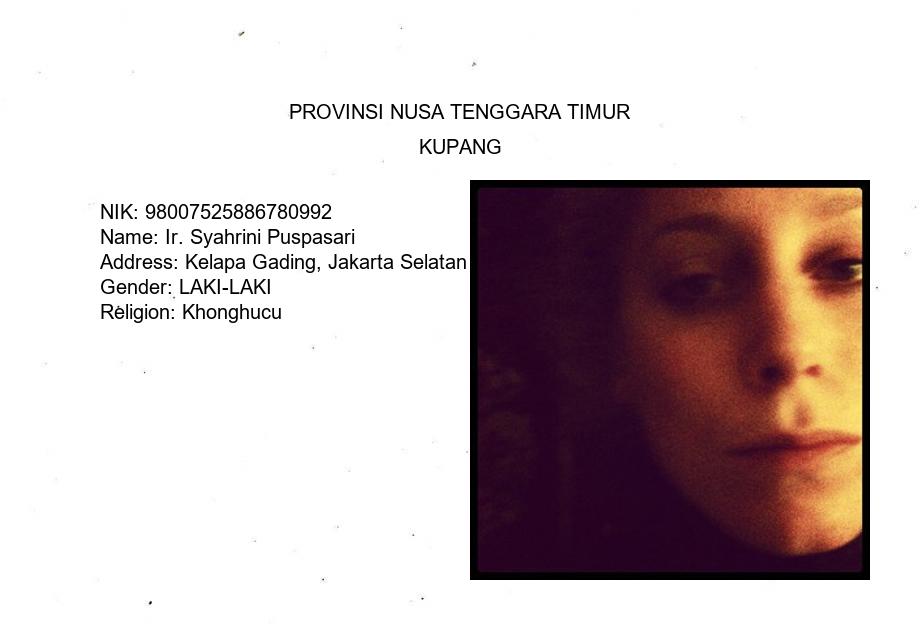 PROVINSI NUSA TENGGARA TIMUR
KUPANG
NIK: 98007525886780992
Name: Ir. Syahrini Puspasari
Address: Kelapa Gading, Jakarta Selatan
Gender: LAKI-LAKI
Religion: Khonghucu